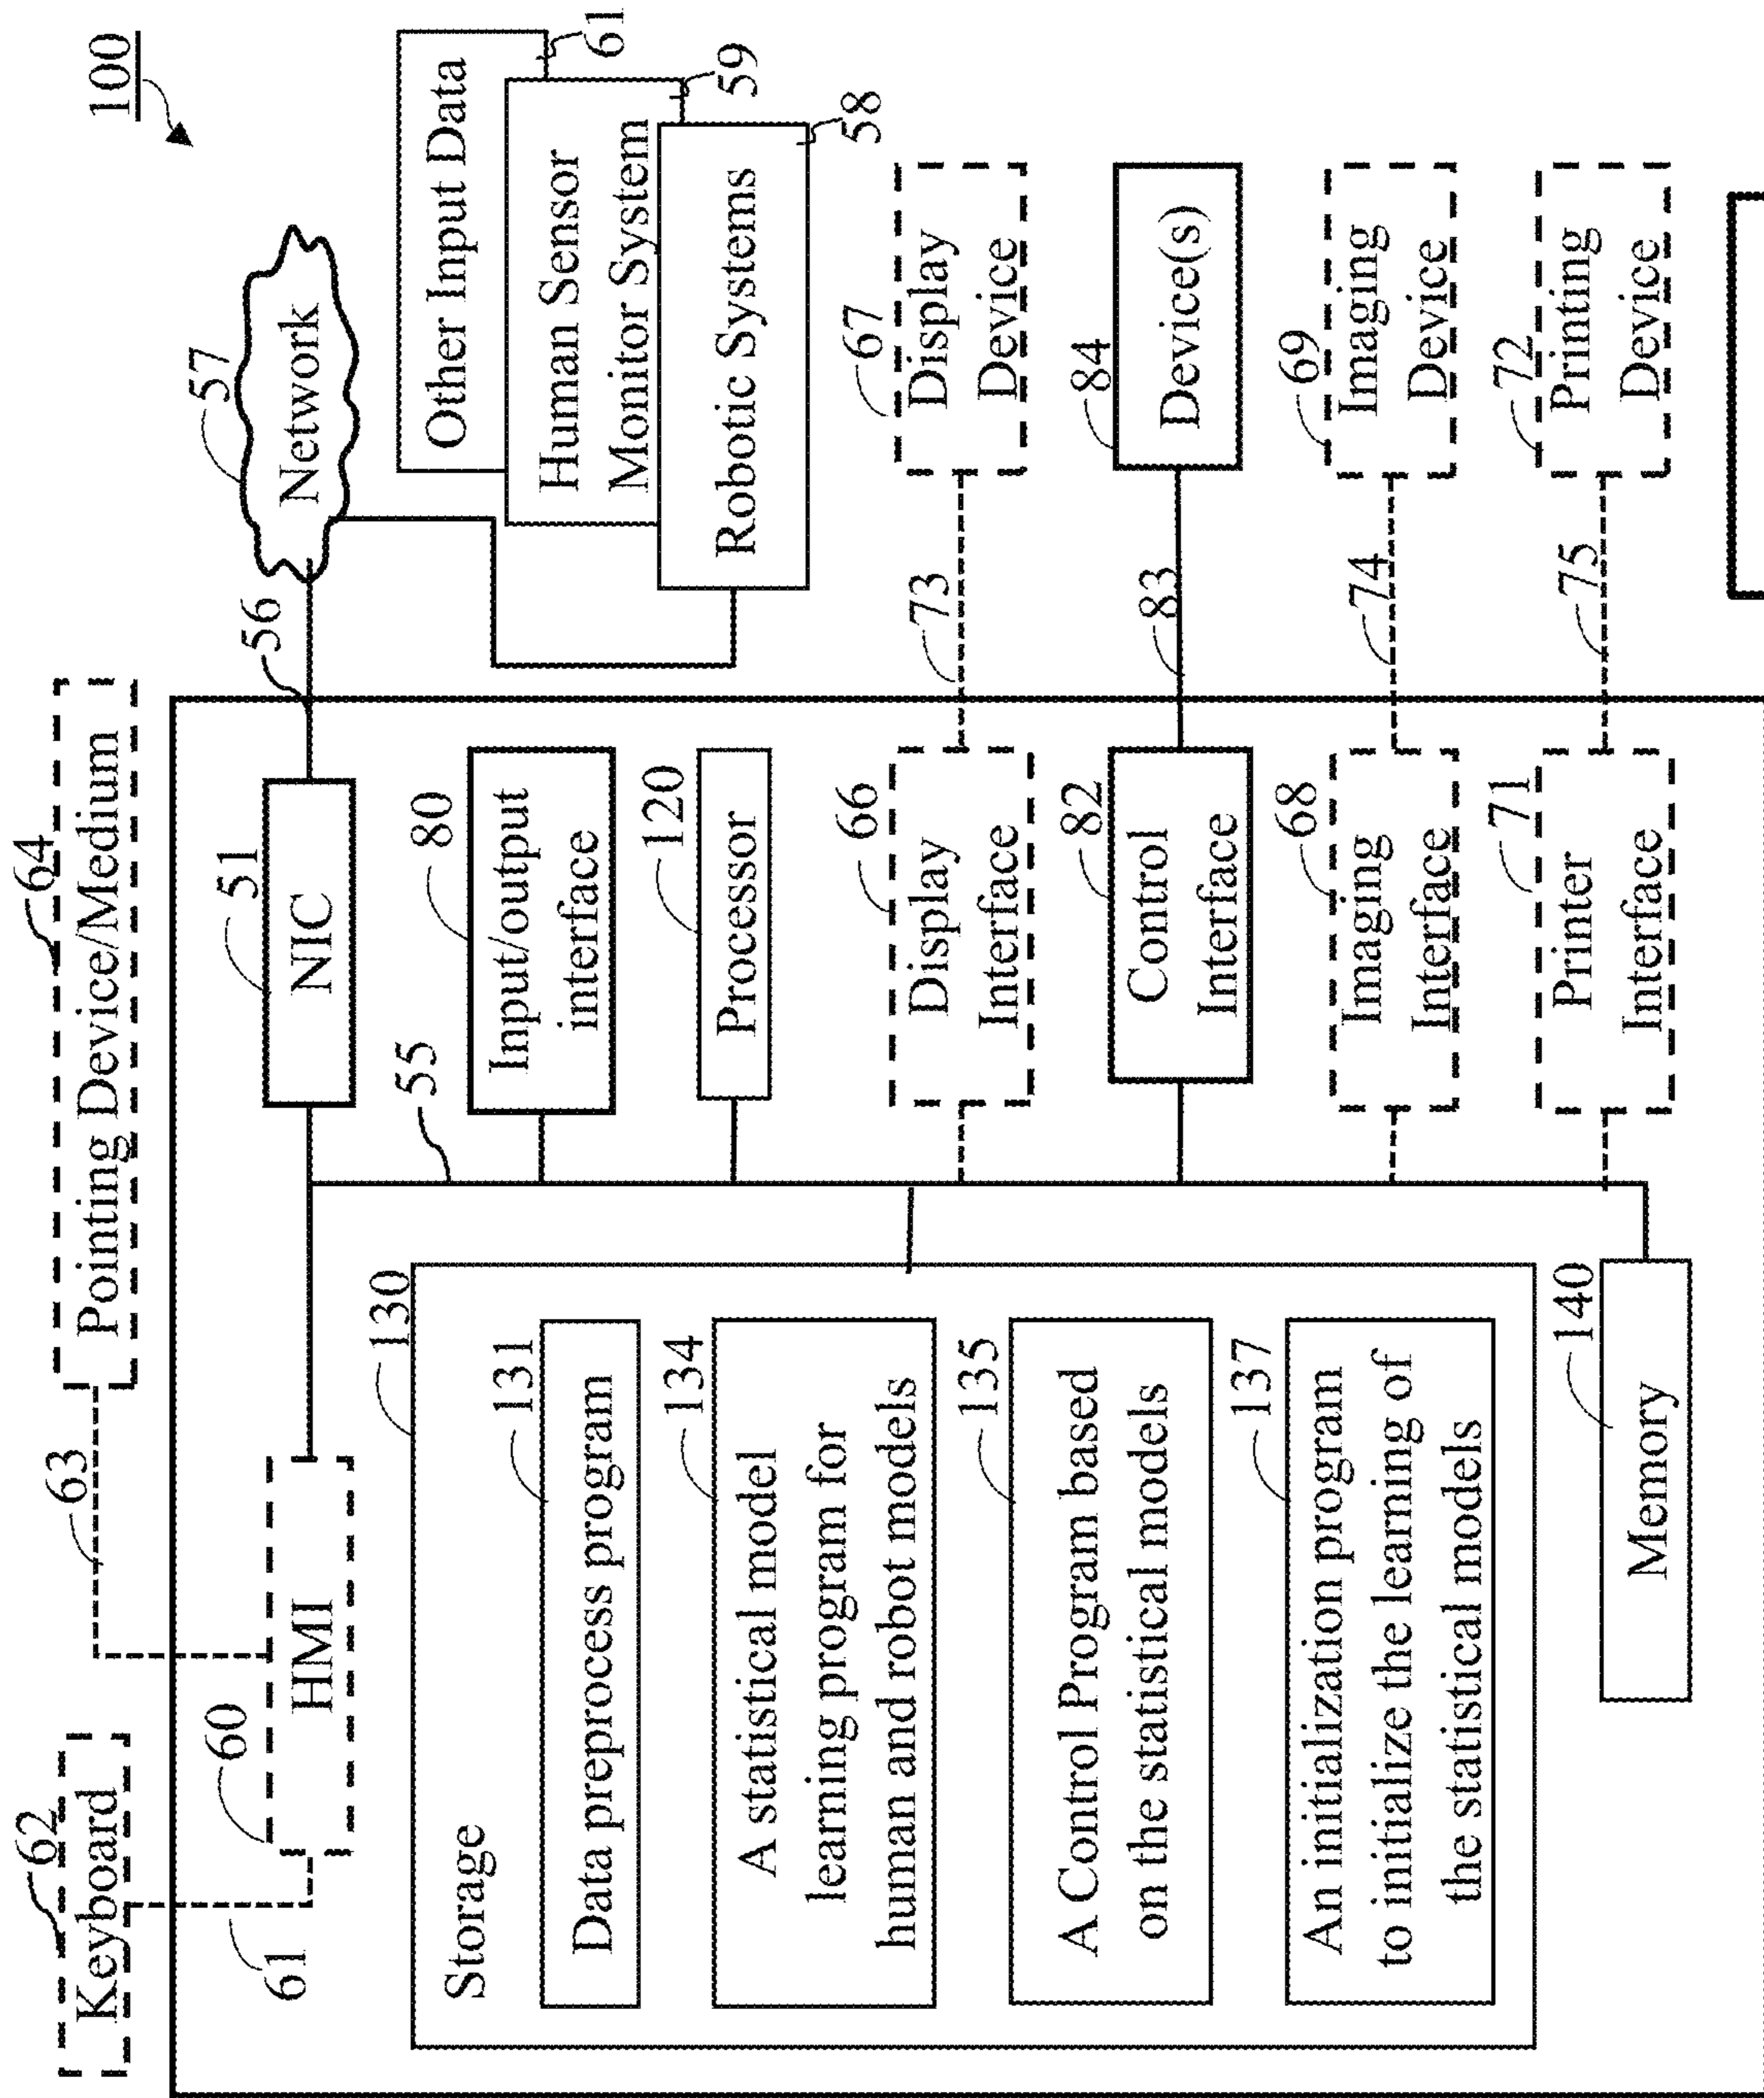 100
62
Keyboard
64
Pointing Device/Medium
63
61
60
HMI
51
NIC
56
57
Network
Other Input Data
61
Human Sensor
Monitor System
59
Robotic Systems
58
55
80
Input/output
interface
120
Processor
66
Display
Interface
73
67
Display
Device
82
Control
Interface
83
84
Device(s)
68
Imaging
Interface
74
69
Imaging
Device
71
Printer
Interface
75
72
Printing
Device
130
Storage
131
Data preprocess program
134
A statistical model
learning program for
human and robot models
135
A Control Program based
on the statistical models
137
An initialization program
to initialize the learning of
the statistical models
140
Memory